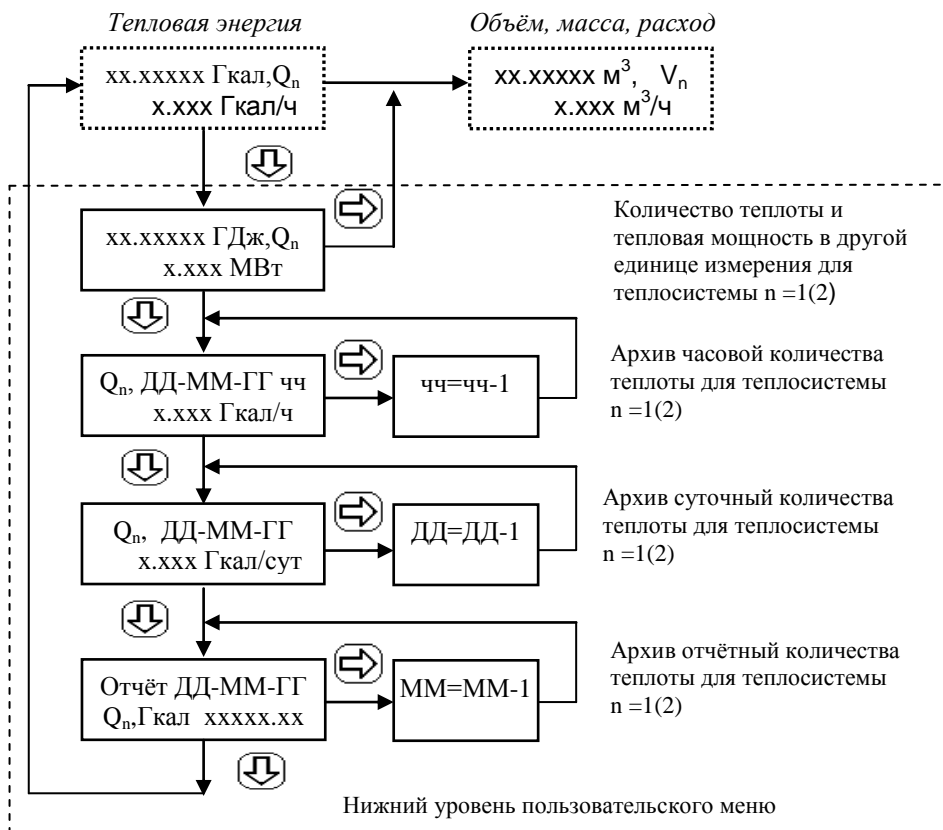 Тепловая энергия
Объём, масса, расход
xx.xxxxx Гкал,Qn
x.xxx Гкал/ч
xx.xxxxx м³, Vn
x.xxx м³/ч
xx.xxxxx ГДж,Qn
x.xxx МВт
Количество теплоты и
тепловая мощность в другой
единице измерения для
теплосистемы n =1(2)
Qn, ДД-ММ-ГГ чч
x.xxx Гкал/ч
чч=чч-1
Архив часовой количества
теплоты для теплосистемы
n =1(2)
Qn, ДД-ММ-ГГ
x.xxx Гкал/сут
ДД=ДД-1
Архив суточный количества
теплоты для теплосистемы
n =1(2)
Отчёт ДД-ММ-ГГ
Qn,Гкал xxxxx.xx
ММ=ММ-1
Архив отчётный количества
теплоты для теплосистемы
n =1(2)
Нижний уровень пользовательского меню